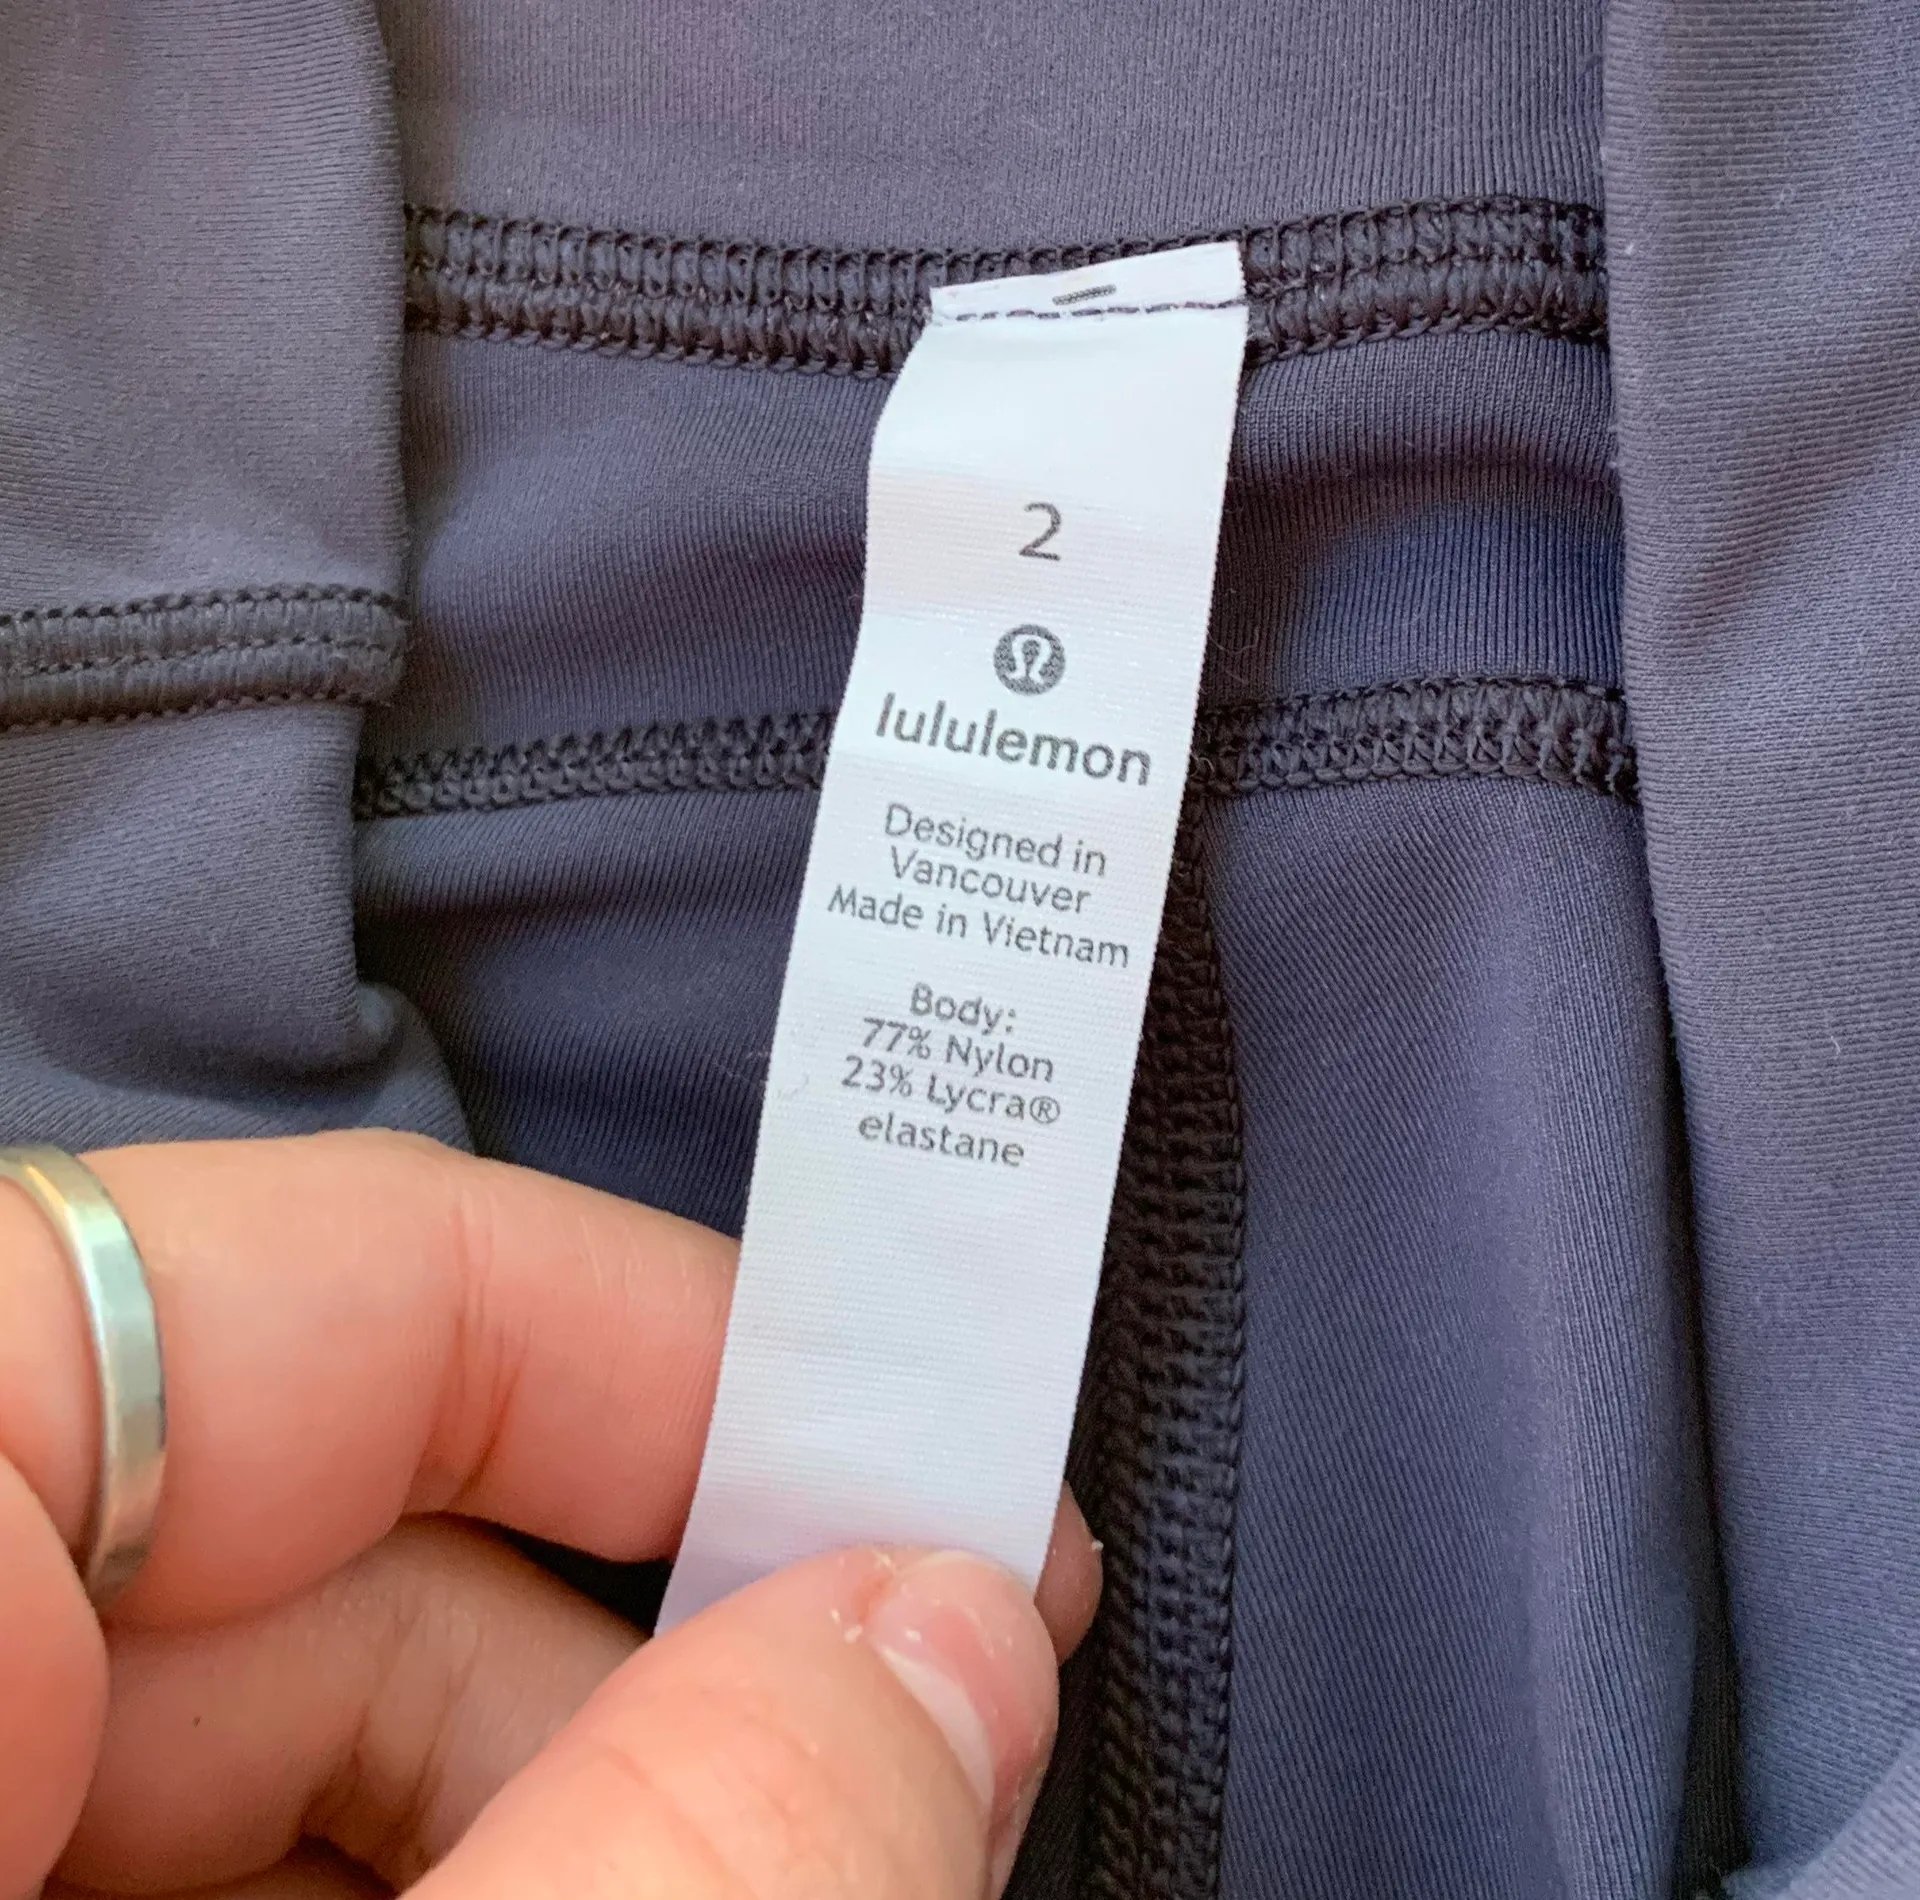 2
lululemon
Designed in
Vancouver
Made in Vietnam
Body:
77% Nylon
23% Lycra®
elastane